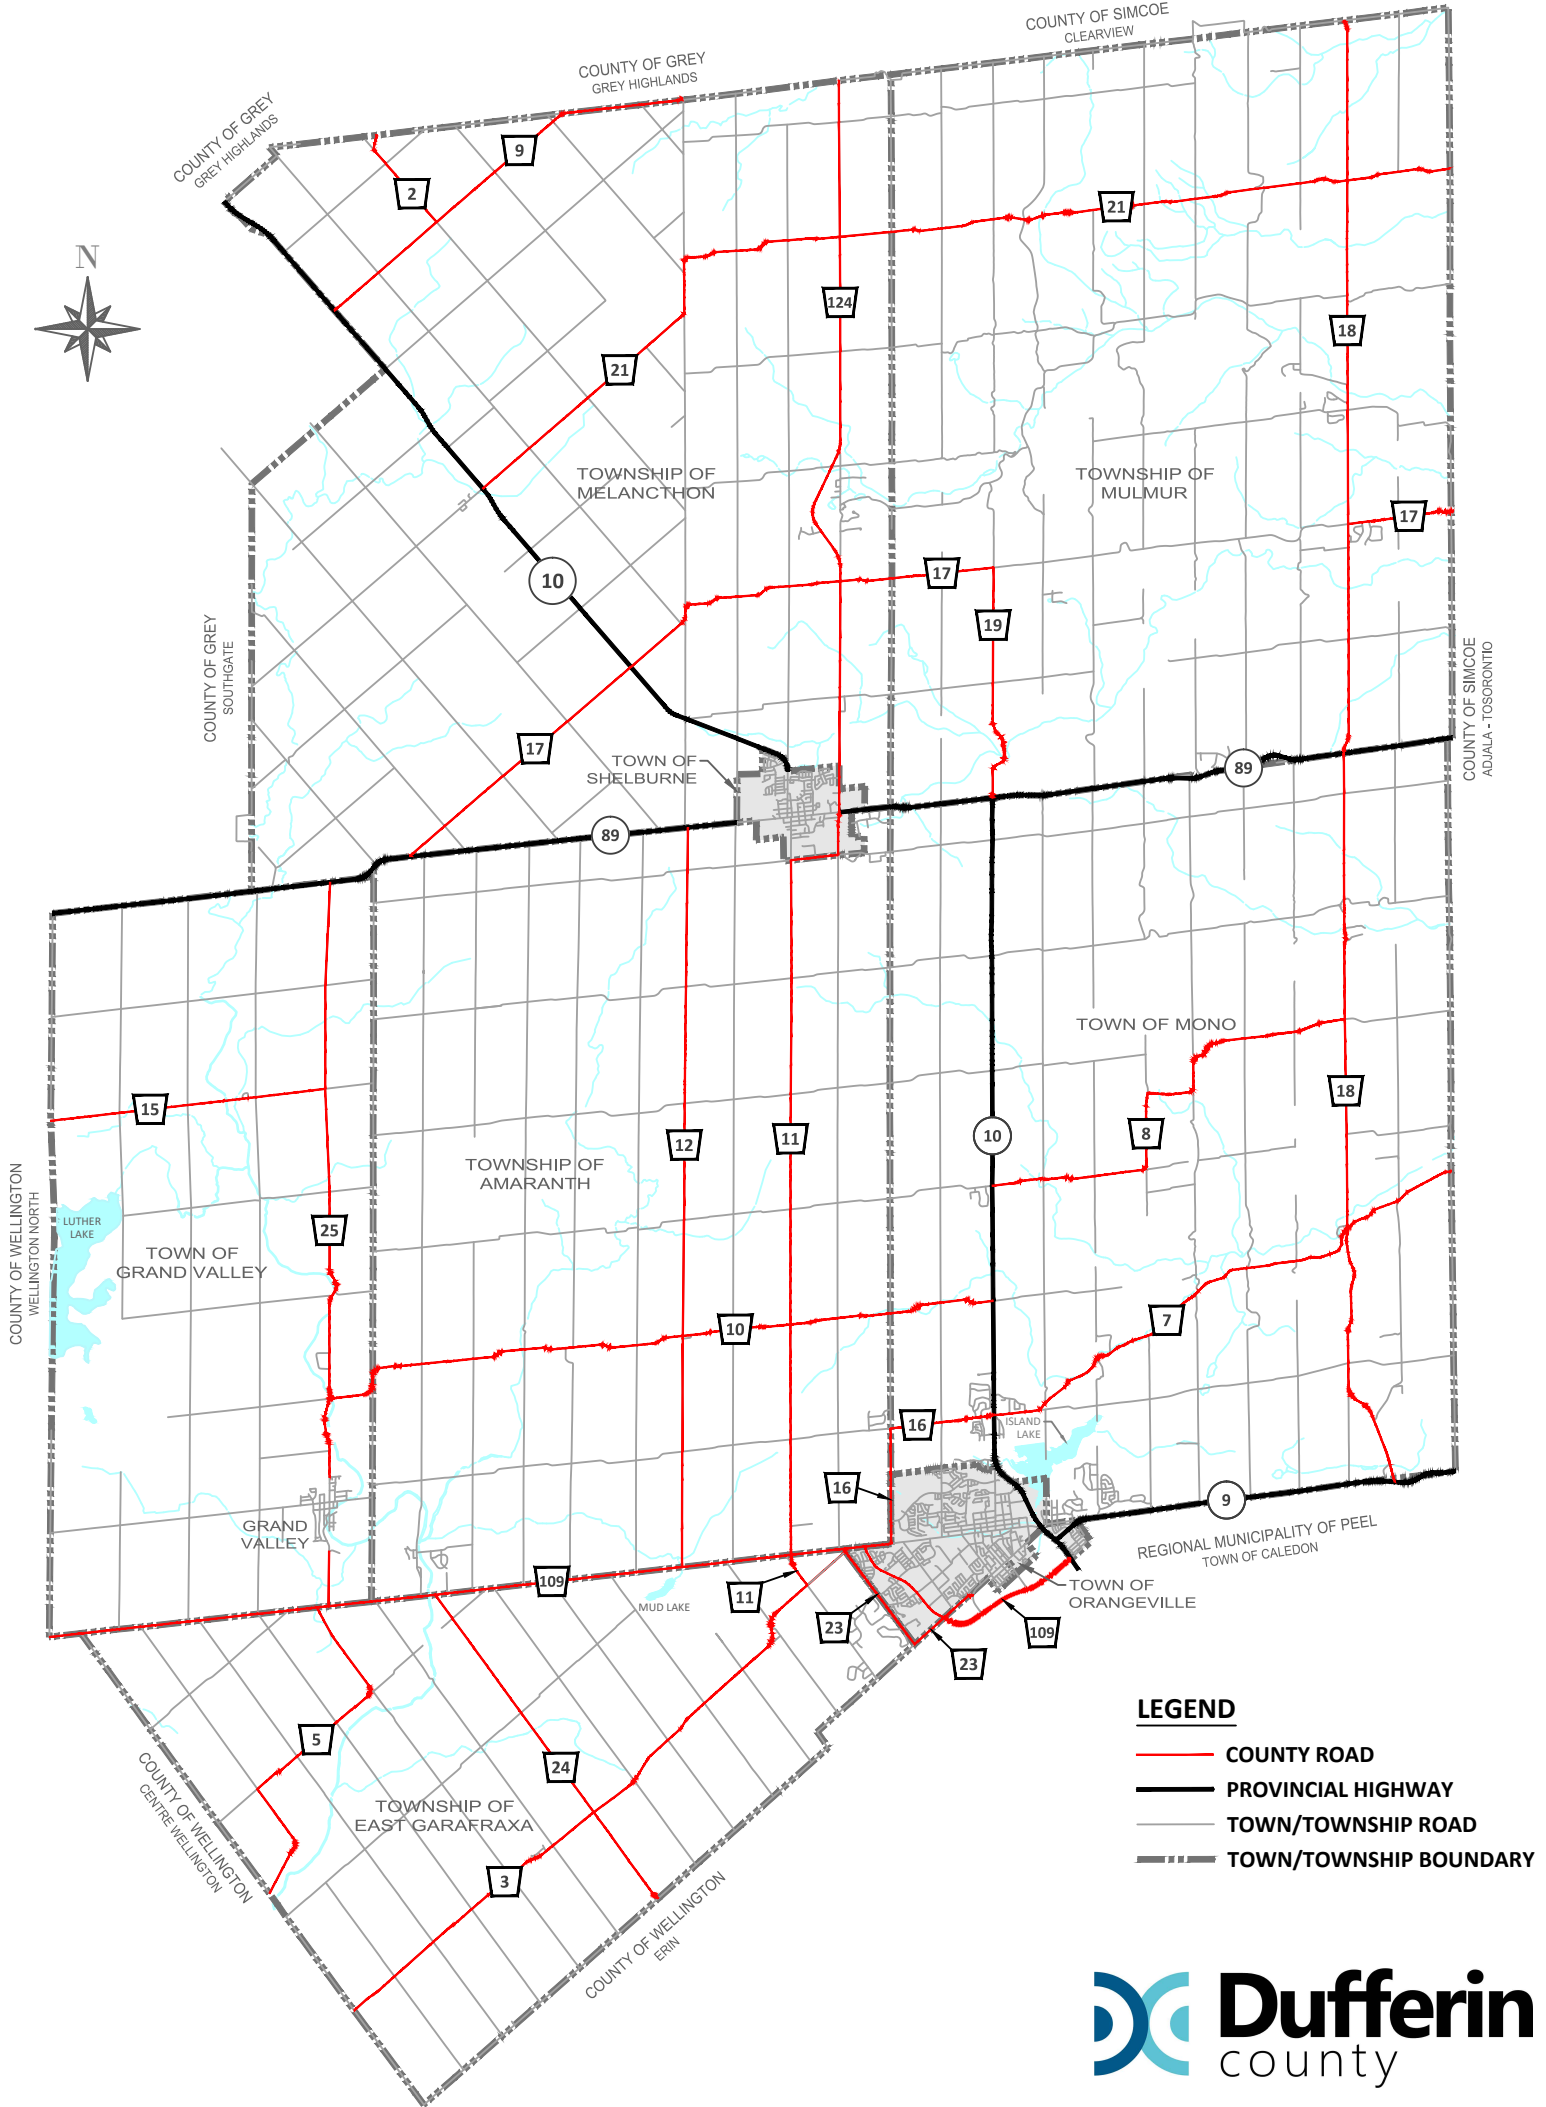 COUNTY OF SIMCOE
CLEARVIEW
COUNTY OF GREY
GREY HIGHLANDS
COUNTY OF GREY
GREY HIGHLANDS
9
2
21
N
124
18
21
TOWNSHIP OF
MELANCTHON
TOWNSHIP OF
MULMUR
17
10
17
19
COUNTY OF GREY
SOUTHGATE
COUNTY OF SIMCOE
ADJALA - TOSORONTIO
17
TOWN OF
SHELBURNE
89
89
TOWN OF MONO
15
18
12
11
10
8
TOWNSHIP OF
AMARANTH
COUNTY OF WELLINGTON
WELLINGTON NORTH
LUTHER
LAKE
25
TOWN OF
GRAND VALLEY
10
7
16
ISLAND
LAKE
16
9
GRAND
VALLEY
REGIONAL MUNICIPALITY OF PEEL
TOWN OF CALEDON
109
MUD LAKE
11
TOWN OF
ORANGEVILLE
23
109
23
5
24
COUNTY OF WELLINGTON
CENTRE WELLINGTON
TOWNSHIP OF
EAST GARAFRAXA
3
COUNTY OF WELLINGTON
ERIN
LEGEND
COUNTY ROAD
PROVINCIAL HIGHWAY
TOWN/TOWNSHIP ROAD
TOWN/TOWNSHIP BOUNDARY
Dufferin
county